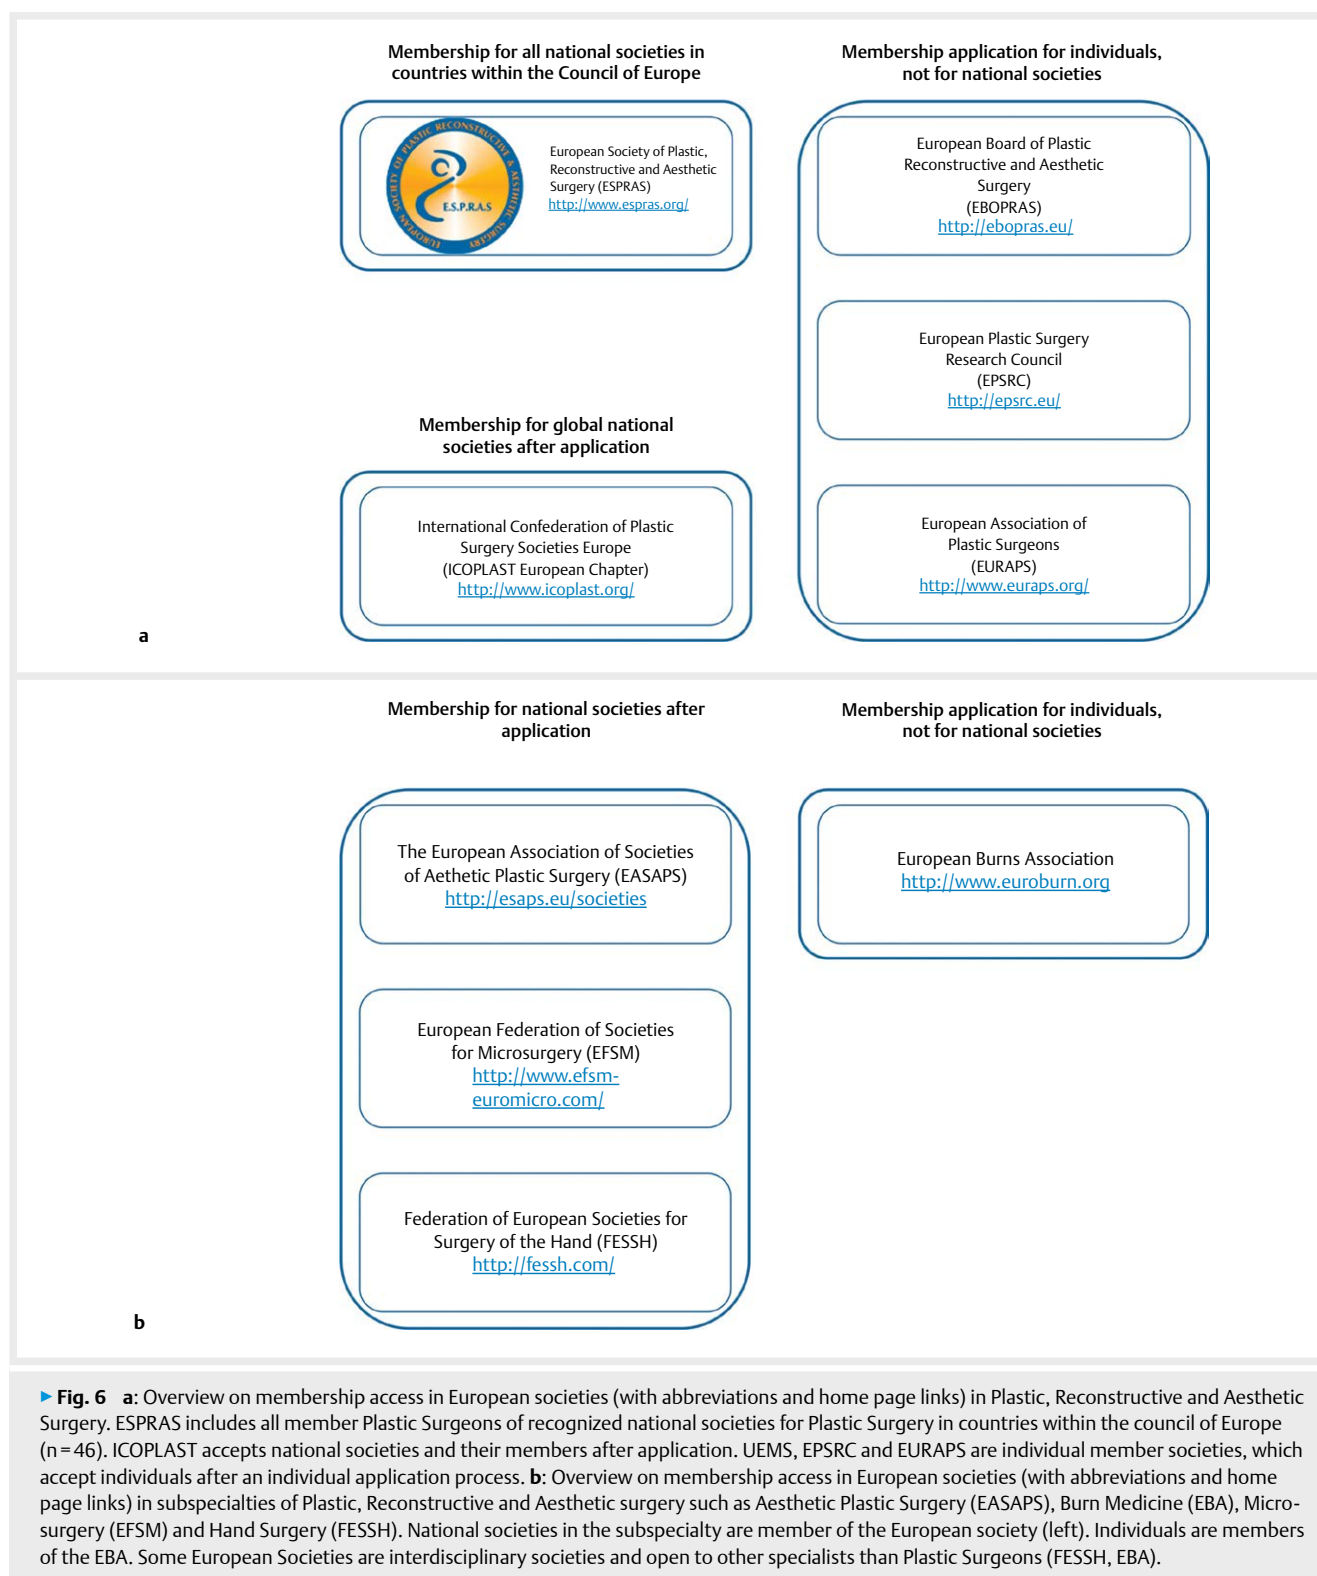 Membership for all national societies in
countries within the Council of Europe
EUROPEAN SOCIETY OF PLASTIC RECONSTRUCTIVE & AESTHETIC SURGERY
E.S.P.R.A.S
European Society of Plastic,
Reconstructive and Aesthetic
Surgery (ESPRAS)
http://www.espras.org/
Membership for global national
societies after application
International Confederation of Plastic
Surgery Societies Europe
(ICOPLAST European Chapter)
http://www.icoplast.org/
Membership application for individuals,
not for national societies
European Board of Plastic
Reconstructive and Aesthetic
Surgery
(EBOPRAS)
http://ebopras.eu/
European Plastic Surgery
Research Council
(EPSRC)
http://epsrc.eu/
European Association of
Plastic Surgeons
(EURAPS)
http://www.euraps.org/
a
Membership for national societies after
application
The European Association of Societies
of Aethetic Plastic Surgery (EASAPS)
http://esaps.eu/societies
European Federation of Societies
for Microsurgery (EFSM)
http://www.efsm-
euromicro.com/
Federation of European Societies for
Surgery of the Hand (FESSH)
http://fessh.com/
Membership application for individuals,
not for national societies
European Burns Association
http://www.euroburn.org
b
▶ Fig. 6 a: Overview on membership access in European societies (with abbreviations and home page links) in Plastic, Reconstructive and Aesthetic
Surgery. ESPRAS includes all member Plastic Surgeons of recognized national societies for Plastic Surgery in countries within the council of Europe
(n = 46). ICOPLAST accepts national societies and their members after application. UEMS, EPSRC and EURAPS are individual member societies, which
accept individuals after an individual application process. b: Overview on membership access in European societies (with abbreviations and home
page links) in subspecialties of Plastic, Reconstructive and Aesthetic surgery such as Aesthetic Plastic Surgery (EASAPS), Burn Medicine (EBA), Micro-
surgery (EFSM) and Hand Surgery (FESSH). National societies in the subspecialty are member of the European society (left). Individuals are members
of the EBA. Some European Societies are interdisciplinary societies and open to other specialists than Plastic Surgeons (FESSH, EBA).